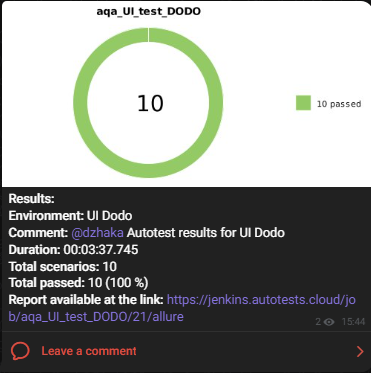 aqa_UI_test_DODO
10
10 passed
Results:
Environment: UI Dodo
Comment: @dzhaka Autotest results for UI Dodo
Duration: 00:03:37.745
Total scenarios: 10
Total passed: 10 (100 %)
Report available at the link: https://jenkins.autotests.cloud/jo
b/aqa_UI_test_DODO/21/allure
2 15:44
Leave a comment